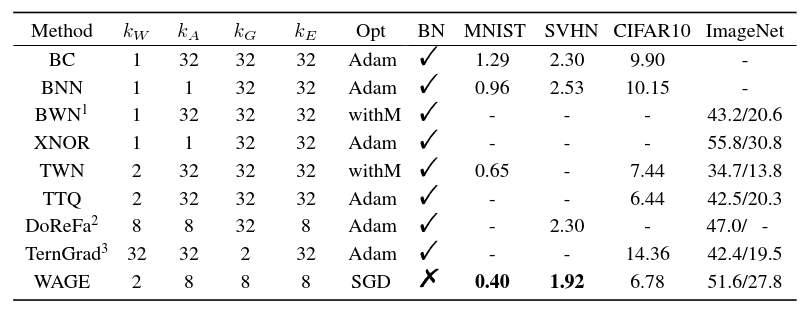 Method k_W k_A k_G k_E Opt BN MNIST SVHN CIFAR10 ImageNet
BC 1 32 32 32 Adam ✓ 1.29 2.30 9.90 -
BNN 1 1 32 32 Adam ✓ 0.96 2.53 10.15 -
BWN¹ 1 32 32 32 withM ✓ - - - 43.2/20.6
XNOR 1 1 32 32 Adam ✓ - - - 55.8/30.8
TWN 2 32 32 32 withM ✓ 0.65 - 7.44 34.7/13.8
TTQ 2 32 32 32 Adam ✓ - - 6.44 42.5/20.3
DoReFa² 8 8 32 8 Adam ✓ - 2.30 - 47.0/ -
TernGrad³ 32 32 2 32 Adam ✓ - - 14.36 42.4/19.5
WAGE 2 8 8 8 SGD ✗ 0.40 1.92 6.78 51.6/27.8